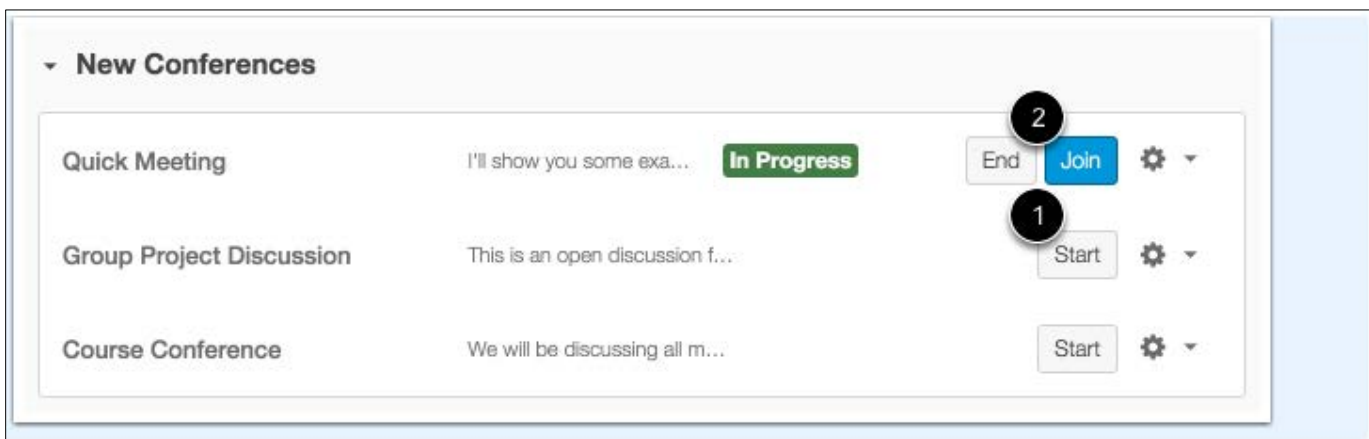 New Conferences
2
Quick Meeting I'll show you some exa... In Progress End Join
1
Group Project Discussion This is an open discussion f... Start
Course Conference We will be discussing all m... Start